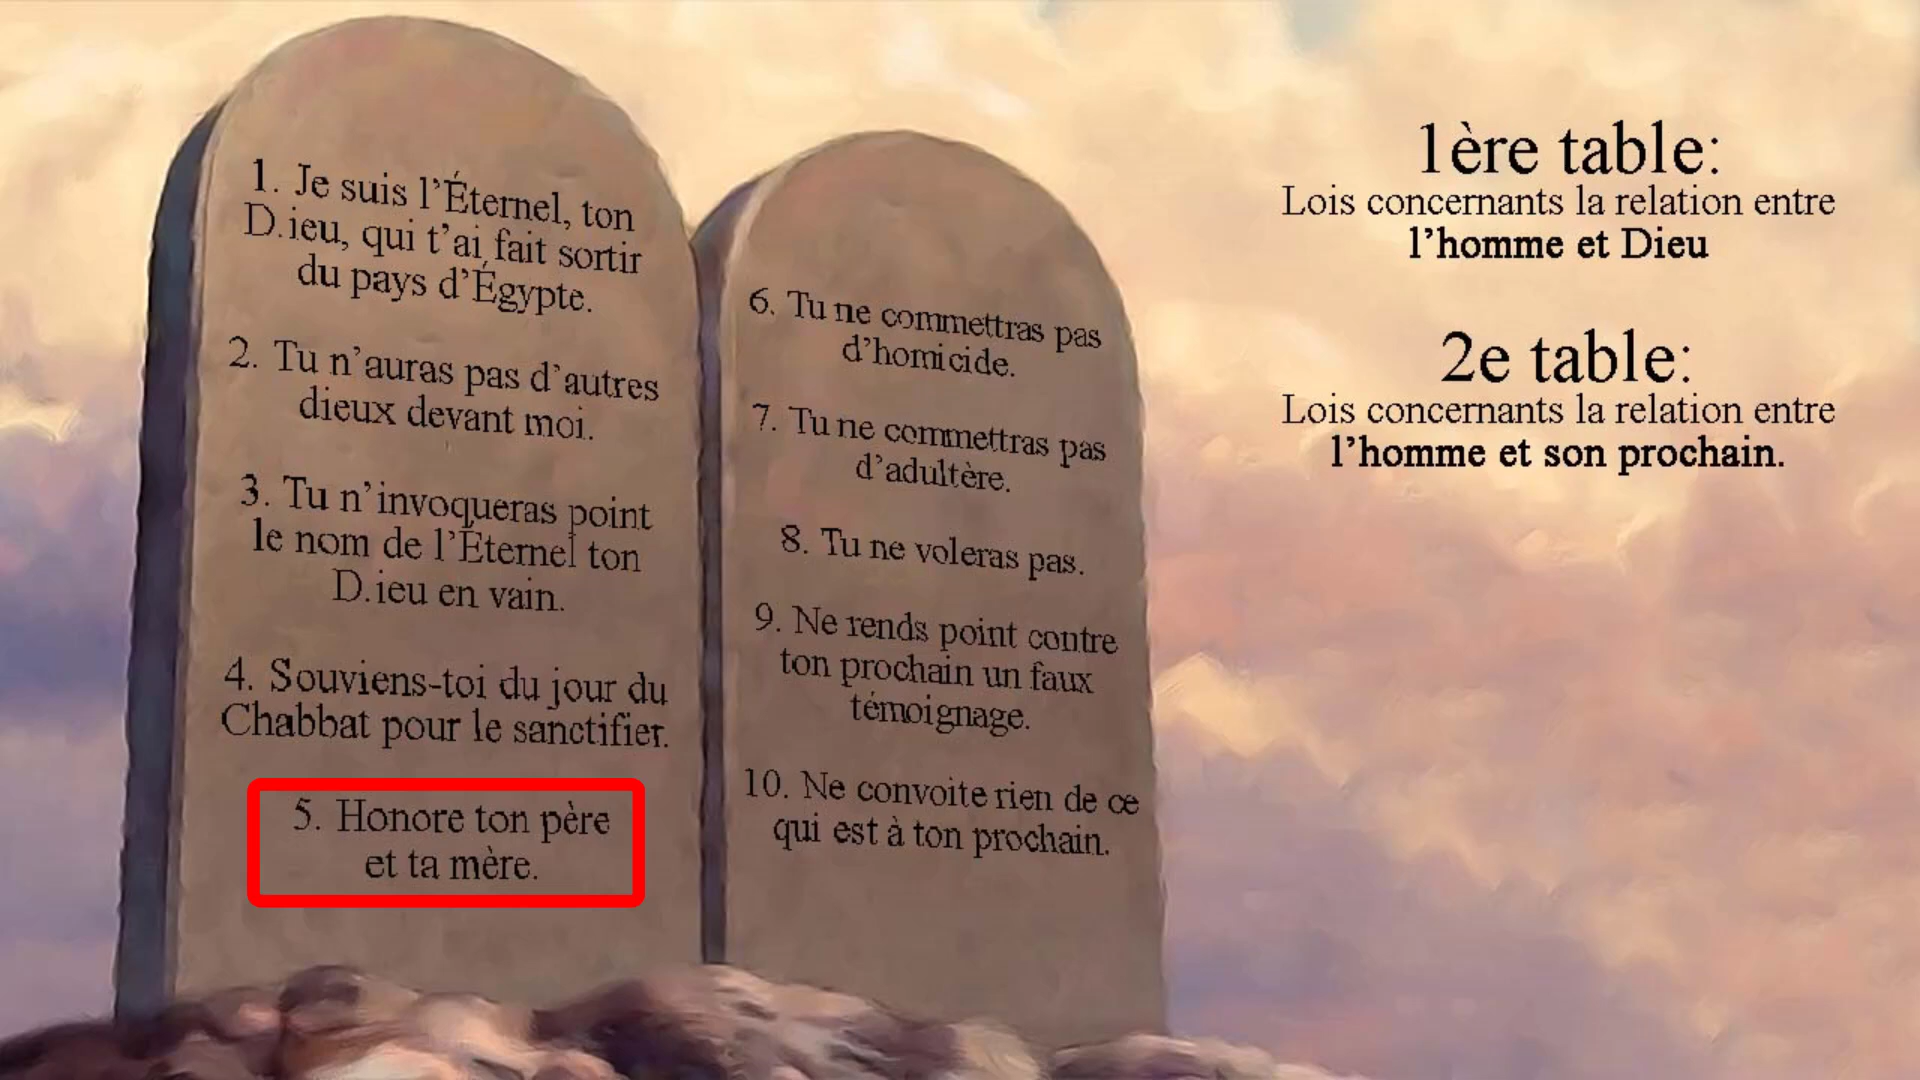 1. Je suis l'Éternel, ton
D.ieu, qui t'ai fait sortir
du pays d'Égypte.
2. Tu n'auras pas d'autres
dieux devant moi.
3. Tu n'invoqueras point
le nom de l'Éternel ton
D.ieu en vain.
4. Souviens-toi du jour du
Chabbat pour le sanctifier.
5. Honore ton père
et ta mère.
6. Tu ne commettras pas
d'homicide.
7. Tu ne commettras pas
d'adultère.
8. Tu ne voleras pas.
9. Ne rends point contre
ton prochain un faux
témoignage.
10. Ne convoite rien de ce
qui est à ton prochain.
1ère table:
Lois concernants la relation entre
l'homme et Dieu
2e table:
Lois concernants la relation entre
l'homme et son prochain.